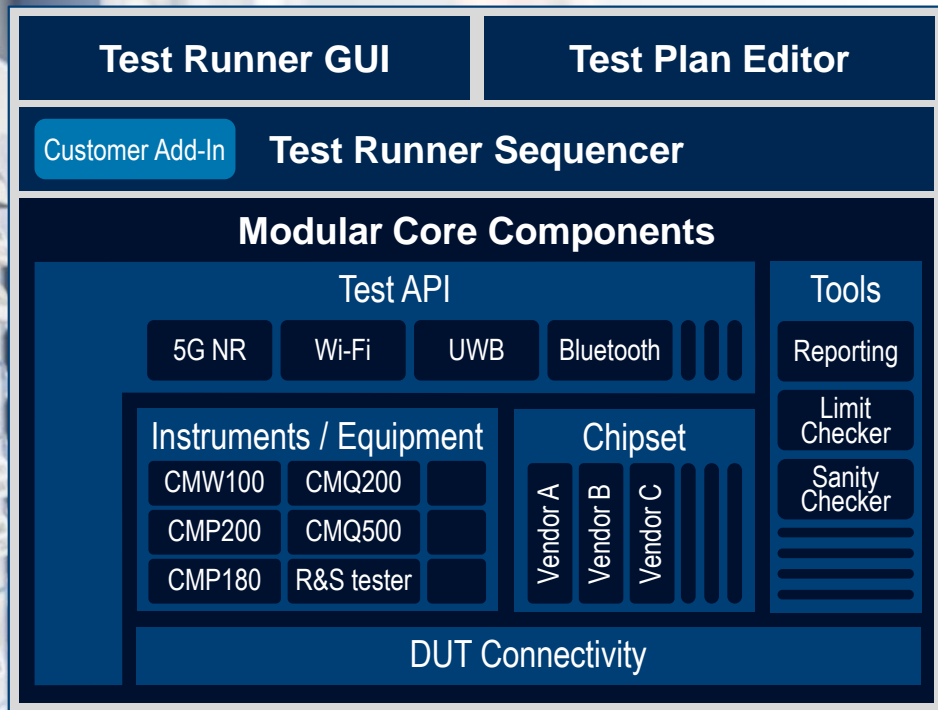 Test Runner GUI
Test Plan Editor
Customer Add-In
Test Runner Sequencer
Modular Core Components
Test API
5G NR
Wi-Fi
UWB
Bluetooth
Tools
Reporting
Limit
Checker
Sanity
Checker
Instruments / Equipment
CMW100
CMQ200
CMP200
CMQ500
CMP180
R&S tester
Chipset
Vendor A
Vendor B
Vendor C
DUT Connectivity